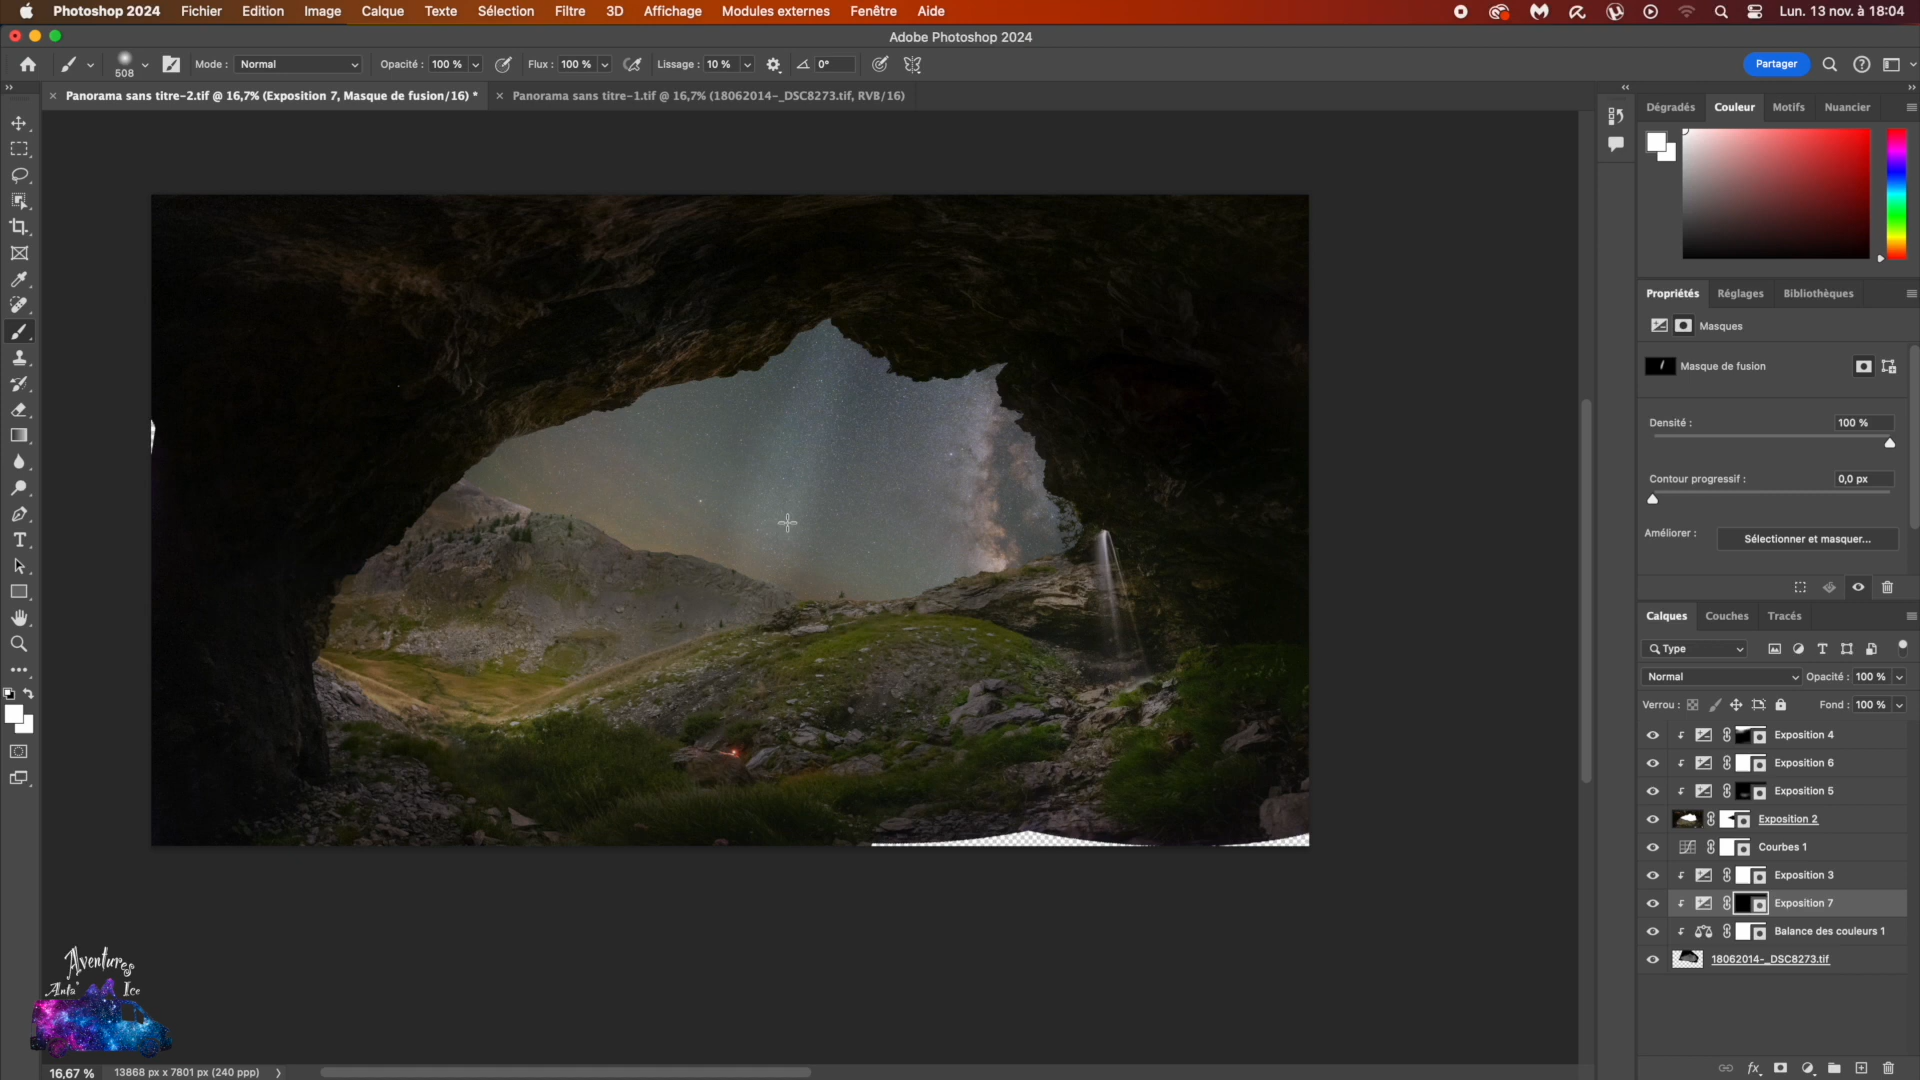 Photoshop 2024 Fichier Edition Image Calque Texte Sélection Filtre 3D Affichage Modules externes Fenêtre Aide Lun. 13 nov. à 18:04
Adobe Photoshop 2024
508 Mode : Normal Opacité : 100 % Flux : 100 % Lissage : 10 % 0° Partager
Panorama sans titre-2.tif @ 16,7% (Exposition 7, Masque de fusion/16) * Panorama sans titre-1.tif @ 16,7% (18062014-_DSC8273.tif, RVB/16)
Dégradés Couleur Motifs Nuancier
Propriétés Réglages Bibliothèques
Masques
Masque de fusion
Densité : 100 %
Contour progressif : 0,0 px
Améliorer : Sélectionner et masquer...
Calques Couches Tracés
Type
Normal Opacité : 100 %
Verrou : Fond : 100 %
Exposition 4
Exposition 6
Exposition 5
Exposition 2
Courbes 1
Exposition 3
Exposition 7
Balance des couleurs 1
18062014-_DSC8273.tif
Aventures
Anta' Ice
16,67 % 13868 px x 7801 px (240 ppp)
fx